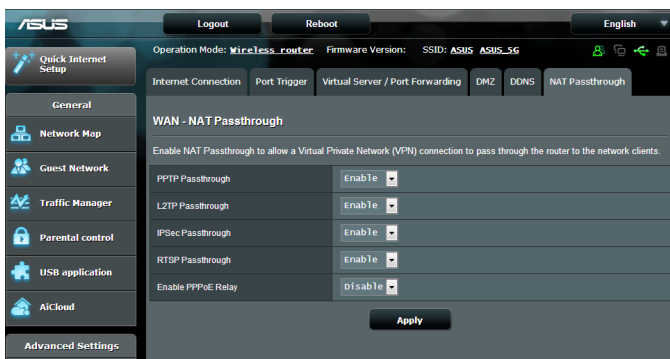 ASUS
Logout
Reboot
English
Quick Internet Setup
Operation Mode: Wireless router Firmware Version: SSID: ASUS ASUS_5G
Internet Connection
Port Trigger
Virtual Server / Port Forwarding
DMZ
DDNS
NAT Passthrough
General
Network Map
Guest Network
Traffic Manager
Parental control
USB application
AiCloud
Advanced Settings
WAN - NAT Passthrough
Enable NAT Passthrough to allow a Virtual Private Network (VPN) connection to pass through the router to the network clients.
PPTP Passthrough Enable
L2TP Passthrough Enable
IPSec Passthrough Enable
RTSP Passthrough Enable
Enable PPPoE Relay Disable
Apply